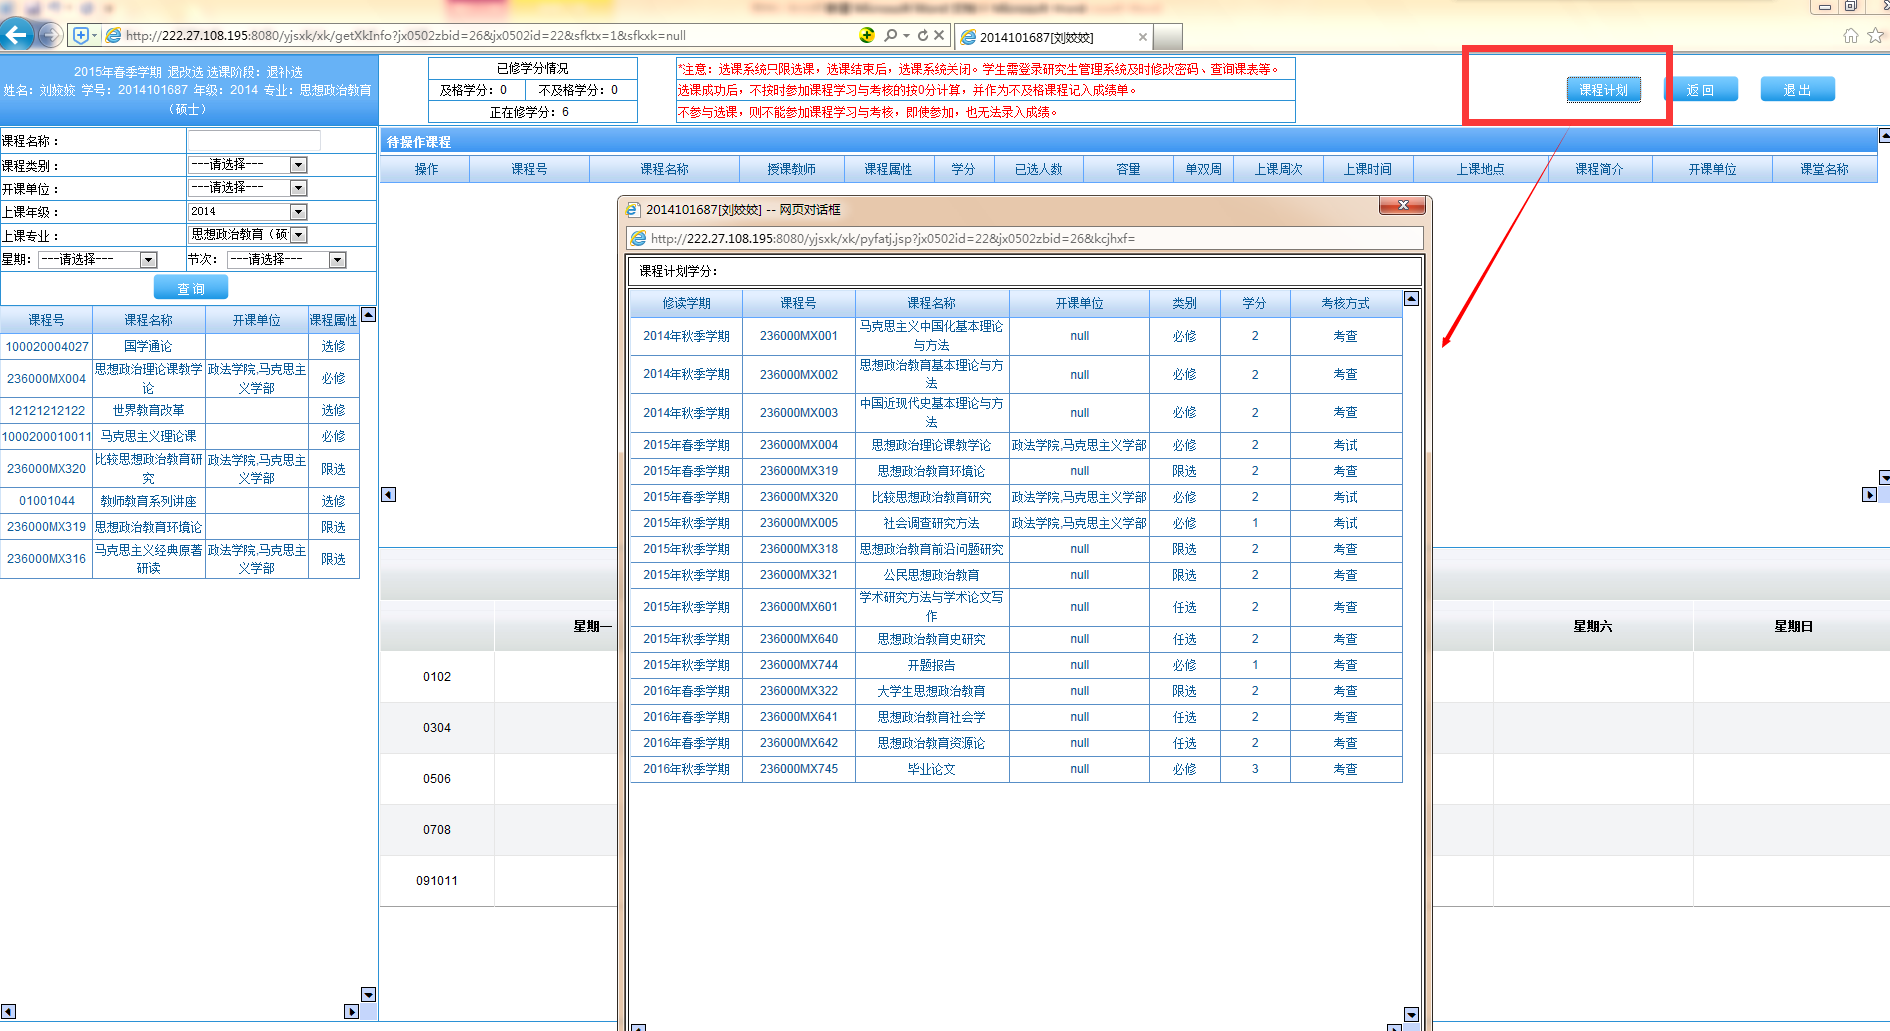 http://222.27.108.195:8080/yjsxk/xk/getXkInfo?jx0502zbid=26&jx0502id=22&sfktx=1&sfkxk=null
2014101687[刘姣姣]
2015年春季学期 退改选 选课阶段：退补选
姓名：刘姣姣 学号：2014101687 年级：2014 专业：思想政治教育
（硕士）
已修学分情况
及格学分：0 不及格学分：0
正在修学分：6
*注意：选课系统只限选课，选课结束后，选课系统关闭。学生需登录研究生管理系统及时修改密码、查询课表等。
选课成功后，不按时参加课程学习与考核的按0分计算，并作为不及格课程记入成绩单。
不参与选课，则不能参加课程学习与考核，即使参加，也无法录入成绩。
课程计划 返回 退出
课程名称：
课程类别： ---请选择---
开课单位： ---请选择---
上课年级： 2014
上课专业： 思想政治教育（硕
星期： ---请选择--- 节次： ---请选择---
查询
课程号 课程名称 开课单位 课程属性
100020004027 国学通论 选修
236000MX004 思想政治理论课教学论 政法学院,马克思主义学部 必修
12121212122 世界教育改革 选修
1000200010011 马克思主义理论课 必修
236000MX320 比较思想政治教育研究 政法学院,马克思主义学部 限选
01001044 教师教育系列讲座 选修
236000MX319 思想政治教育环境论 限选
236000MX316 马克思主义经典原著研读 政法学院,马克思主义学部 限选
待操作课程
操作 课程号 课程名称 授课教师 课程属性 学分 已选人数 容量 单双周 上课周次 上课时间 上课地点 课程简介 开课单位 课堂名称
2014101687[刘姣姣] -- 网页对话框
http://222.27.108.195:8080/yjsxk/xk/pyfatj.jsp?jx0502id=22&jx0502zbid=26&kcjhxf=
课程计划学分：
修读学期 课程号 课程名称 开课单位 类别 学分 考核方式
2014年秋季学期 236000MX001 马克思主义中国化基本理论与方法 null 必修 2 考查
2014年秋季学期 236000MX002 思想政治教育基本理论与方法 null 必修 2 考查
2014年秋季学期 236000MX003 中国近现代史基本理论与方法 null 必修 2 考查
2015年春季学期 236000MX004 思想政治理论课教学论 政法学院,马克思主义学部 必修 2 考试
2015年春季学期 236000MX319 思想政治教育环境论 null 限选 2 考查
2015年春季学期 236000MX320 比较思想政治教育研究 政法学院,马克思主义学部 必修 2 考试
2015年秋季学期 236000MX005 社会调查研究方法 政法学院,马克思主义学部 必修 1 考试
2015年秋季学期 236000MX318 思想政治教育前沿问题研究 null 限选 2 考查
2015年秋季学期 236000MX321 公民思想政治教育 null 限选 2 考查
2015年秋季学期 236000MX601 学术研究方法与学术论文写作 null 任选 2 考查
2015年秋季学期 236000MX640 思想政治教育史研究 null 任选 2 考查
2015年秋季学期 236000MX744 开题报告 null 必修 1 考查
2016年春季学期 236000MX322 大学生思想政治教育 null 限选 2 考查
2016年春季学期 236000MX641 思想政治教育社会学 null 任选 2 考查
2016年春季学期 236000MX642 思想政治教育资源论 null 任选 2 考查
2016年秋季学期 236000MX745 毕业论文 null 必修 3 考查
星期一 星期六 星期日
0102
0304
0506
0708
091011